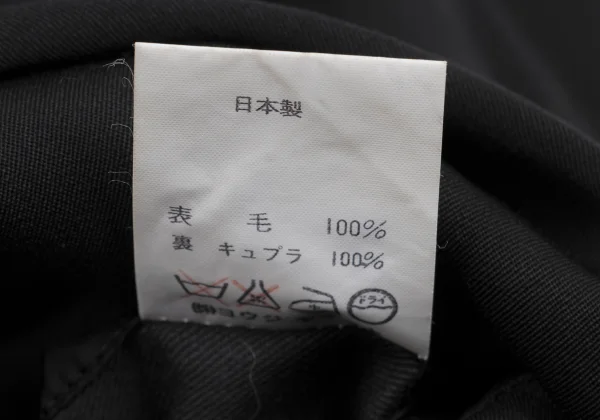 日本製
表 毛 100%
裏 キュプラ 100%
ドライ